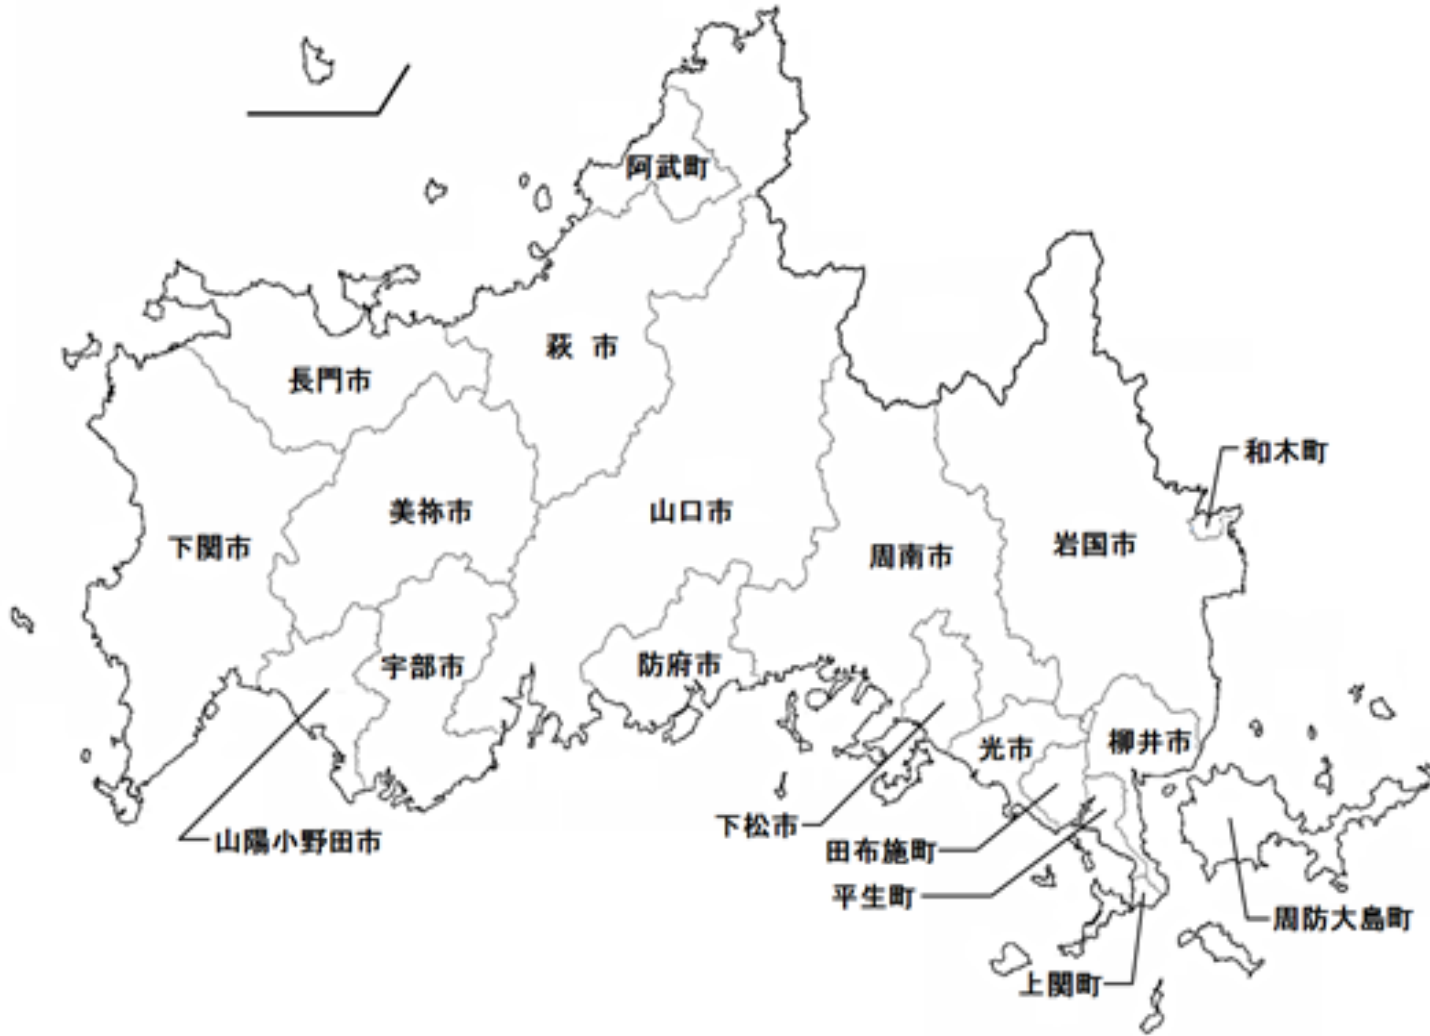 阿武町
萩市
長門市
和木町
美祢市
山口市
下関市
岩国市
周南市
宇部市
防府市
柳井市
光市
下松市
山陽小野田市
田布施町
平生町
周防大島町
上関町